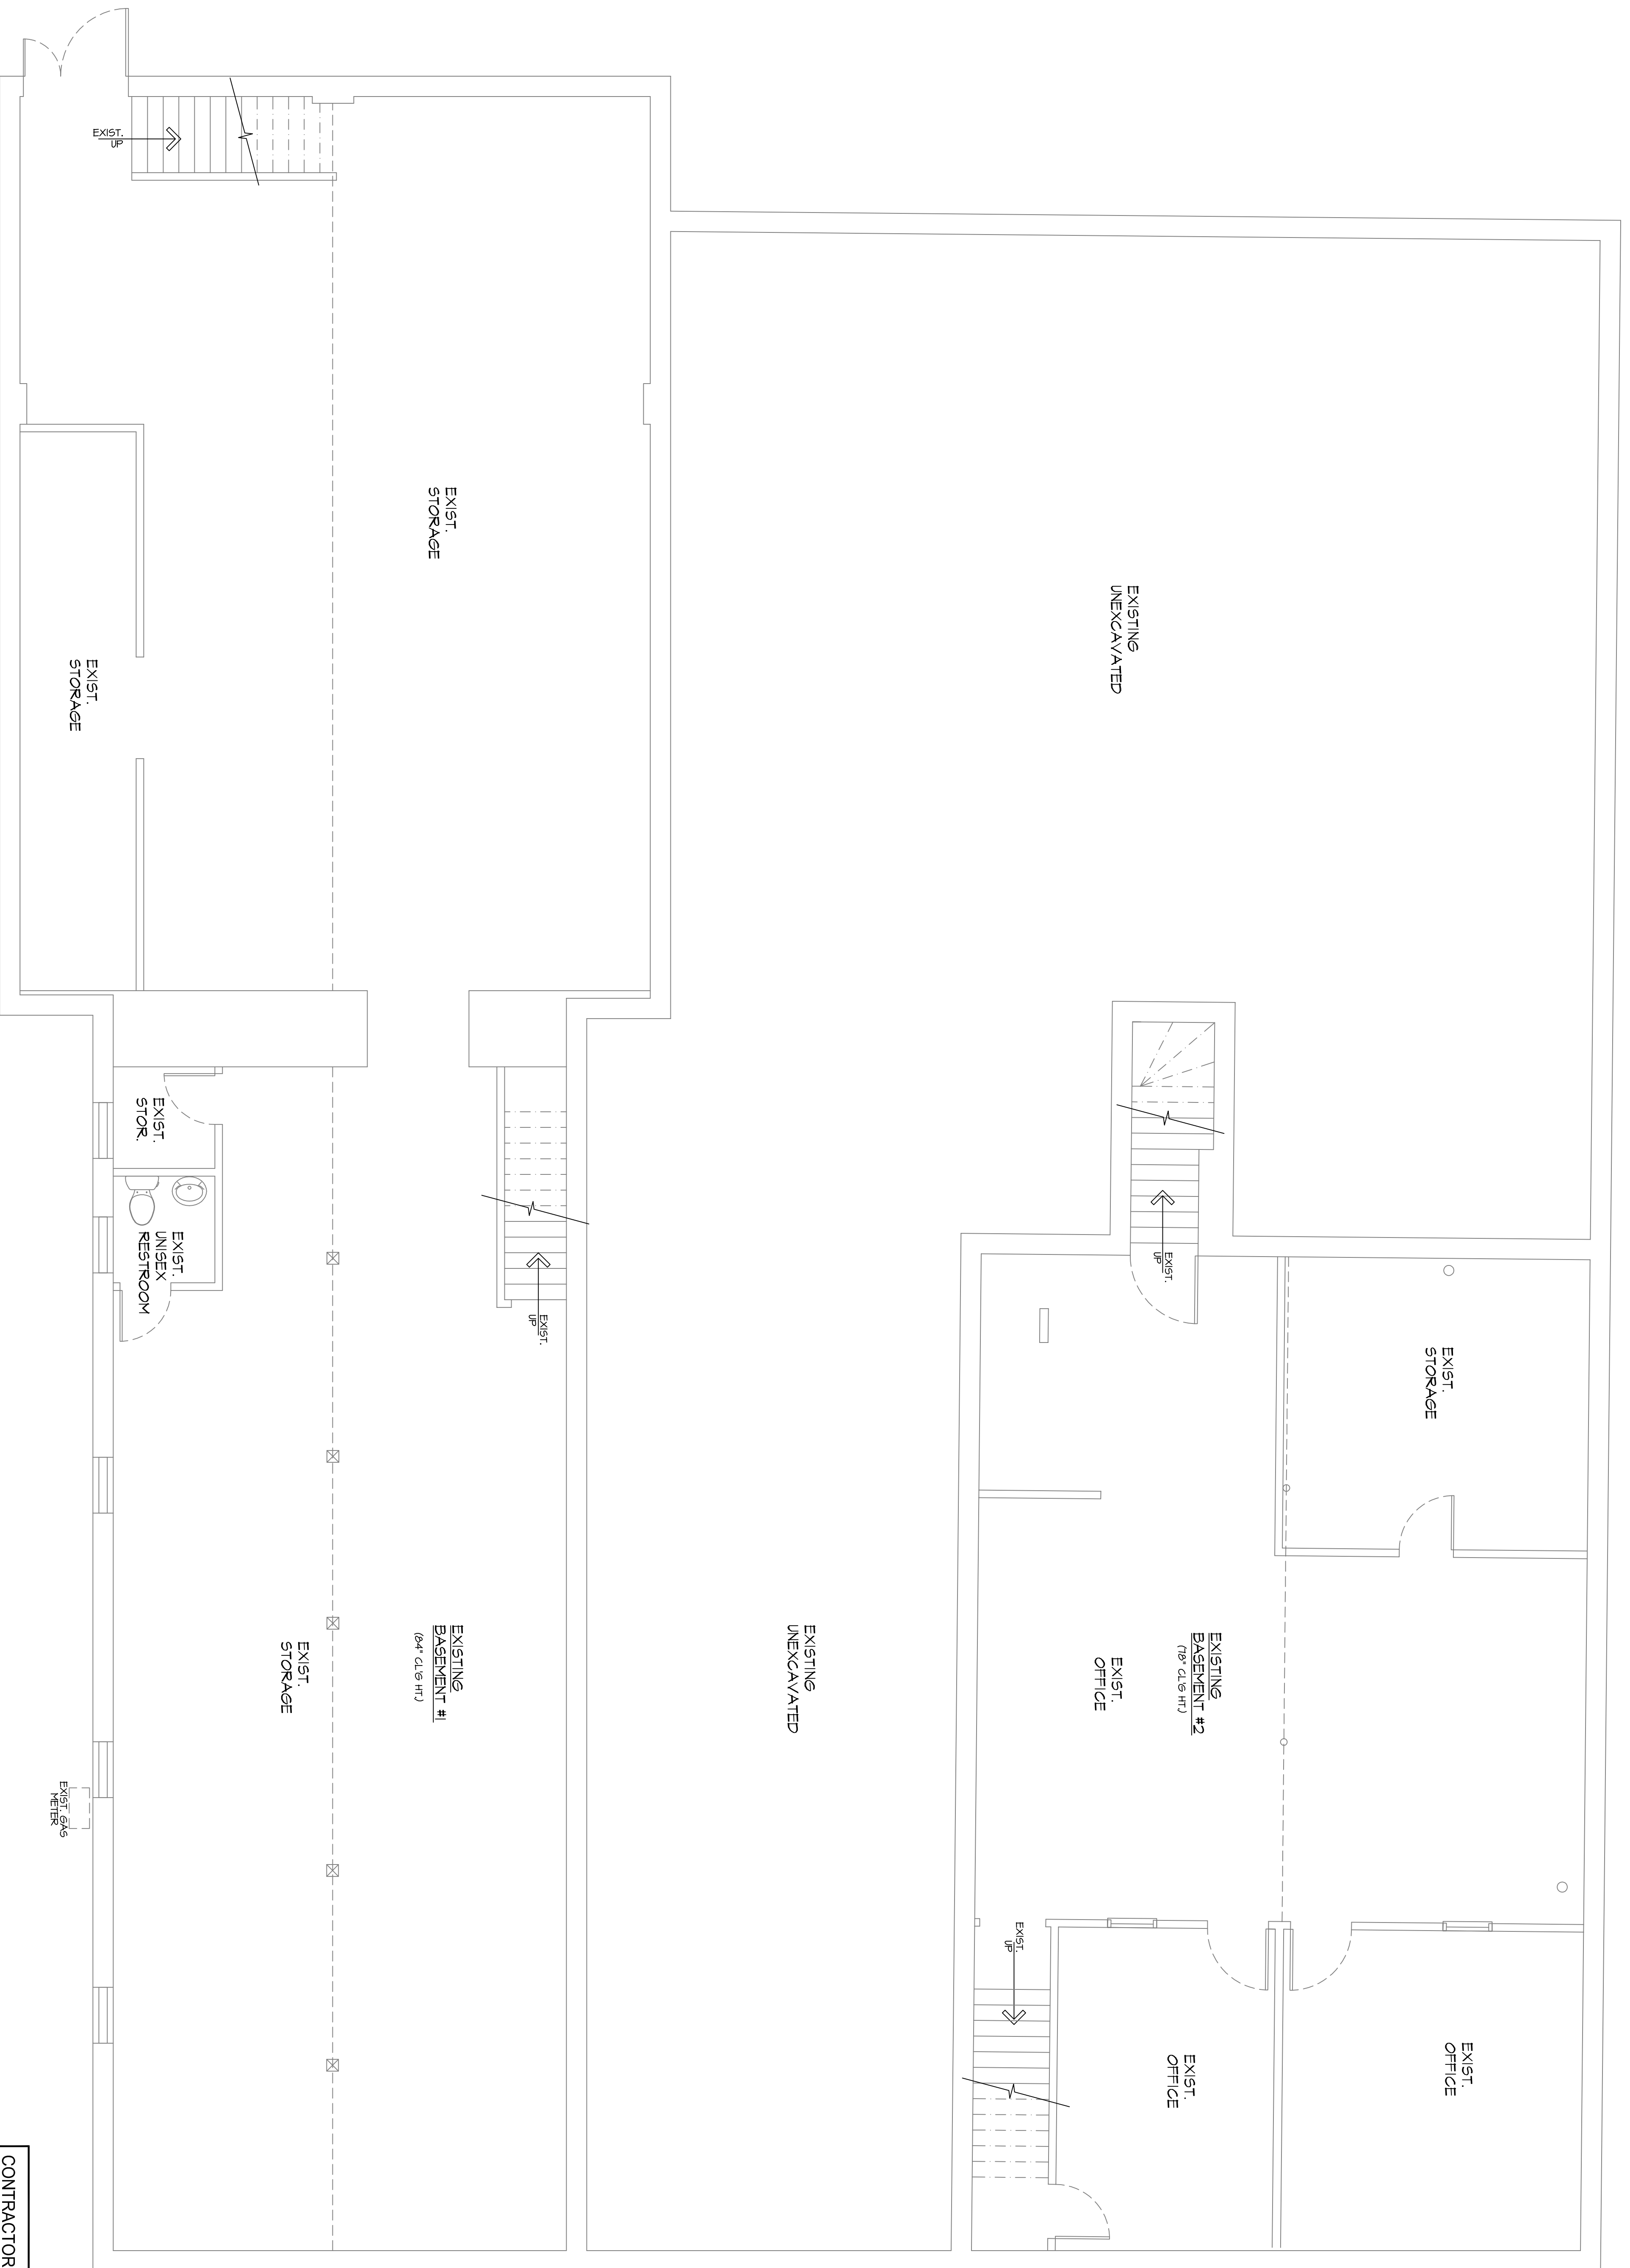 EXIST.
UP
EXIST.
STORAGE
EXISTING
UNEXCAVATED
EXIST.
STORAGE
EXIST.
STOR.
EXIST.
UNISEX
RESTROOM
EXIST.
UP
EXIST.
UP
EXIST.
STORAGE
EXISTING
BASEMENT #1
(84" CL'G HT.)
EXIST.
STORAGE
EXISTING
UNEXCAVATED
EXISTING
BASEMENT #2
(78" CL'G HT.)
EXIST.
OFFICE
EXIST. GAS
METER
EXIST.
UP
EXIST.
OFFICE
EXIST.
OFFICE
CONTRACTOR